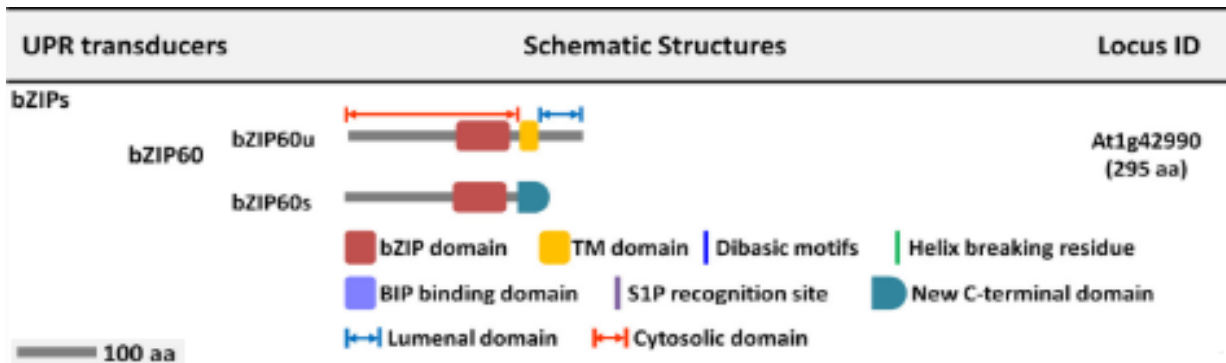 UPR transducers Schematic Structures Locus ID
bZIPs
bZIP60 bZIP60u At1g42990
(295 aa)
bZIP60s
bZIP domain TM domain Dibasic motifs Helix breaking residue
BIP binding domain S1P recognition site New C-terminal domain
Lumenal domain Cytosolic domain
100 aa